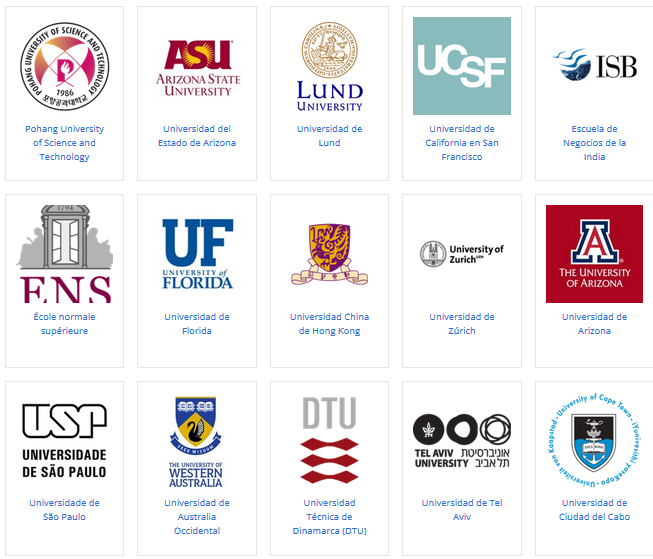 POHANG UNIVERSITY OF SCIENCE AND TECHNOLOGY
1986
포항공과대학교
Pohang University
of Science and
Technology
ASU
ARIZONA STATE
UNIVERSITY
Universidad del
Estado de Arizona
LUND
UNIVERSITY
Universidad de
Lund
UCSF
Universidad de
California en San
Francisco
ISB
Escuela de
Negocios de la
India
1794
ENS
École normale
supérieure
UF
UNIVERSITY of
FLORIDA
Universidad de
Florida
Universidad China
de Hong Kong
University of
Zurich UZH
Universidad de
Zúrich
A
THE UNIVERSITY
OF ARIZONA
Universidad de
Arizona
USP
UNIVERSIDADE
DE SÃO PAULO
Universidade de
São Paulo
SEEK WISDOM
THE UNIVERSITY OF
WESTERN
AUSTRALIA
Universidad de
Australia
Occidental
DTU
Universidad
Técnica de
Dinamarca (DTU)
TEL AVIV אוניברסיטת
UNIVERSITY תל אביב
Universidad de Tel
Aviv
University of Cape Town · iYunivesithi yaseKapa · Universiteit van Kaapstad
Universidad de
Ciudad del Cabo